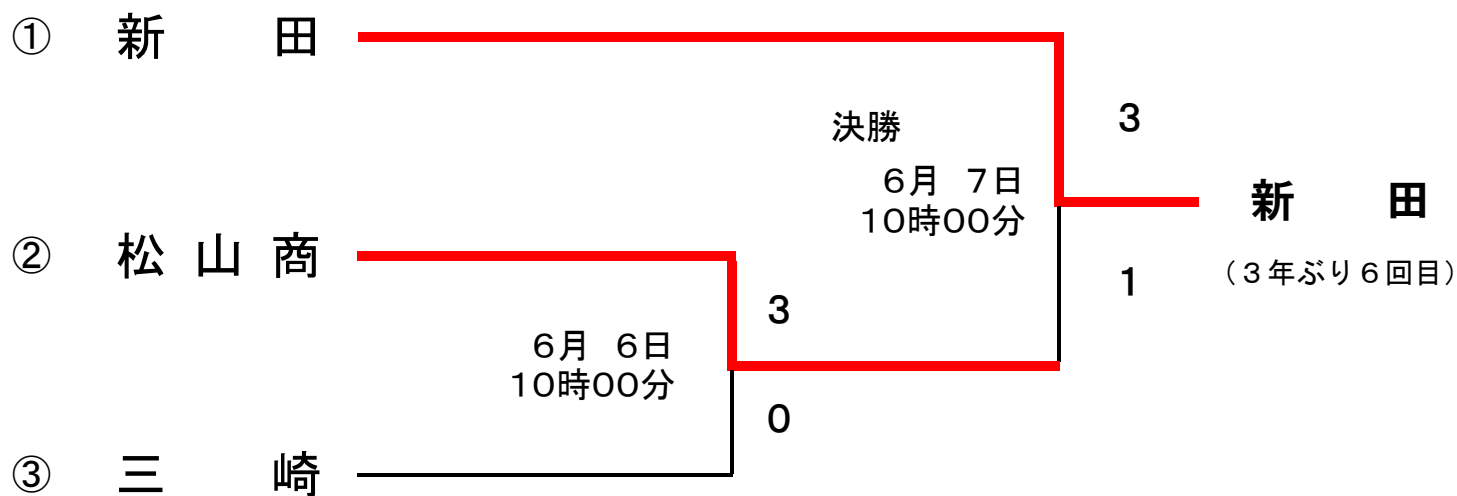 ① 新 田
決勝
6月 7日
10時00分
3
新 田
(3年ぶり6回目)
1
② 松山商
6月 6日
10時00分
3
0
③ 三 崎